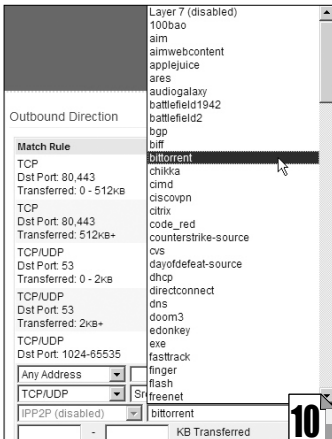 Layer 7 (disabled)
100bao
aim
aimwebcontent
applejuice
ares
audiogalaxy
battlefield1942
battlefield2
bgp
biff
bittorrent
chikka
cimd
ciscovpn
citrix
code_red
counterstrike-source
cvs
dayofdefeat-source
dhcp
directconnect
dns
doom3
edonkey
exe
fasttrack
finger
flash
freenet
Outbound Direction
Match Rule
TCP
Dst Port: 80,443
Transferred: 0 - 512KB
TCP
Dst Port: 80,443
Transferred: 512KB+
TCP/UDP
Dst Port: 53
Transferred: 0 - 2KB
TCP/UDP
Dst Port: 53
Transferred: 2KB+
TCP/UDP
Dst Port: 1024-65535
Any Address
TCP/UDP
IPP2P (disabled) bittorrent
- KB Transferred
10